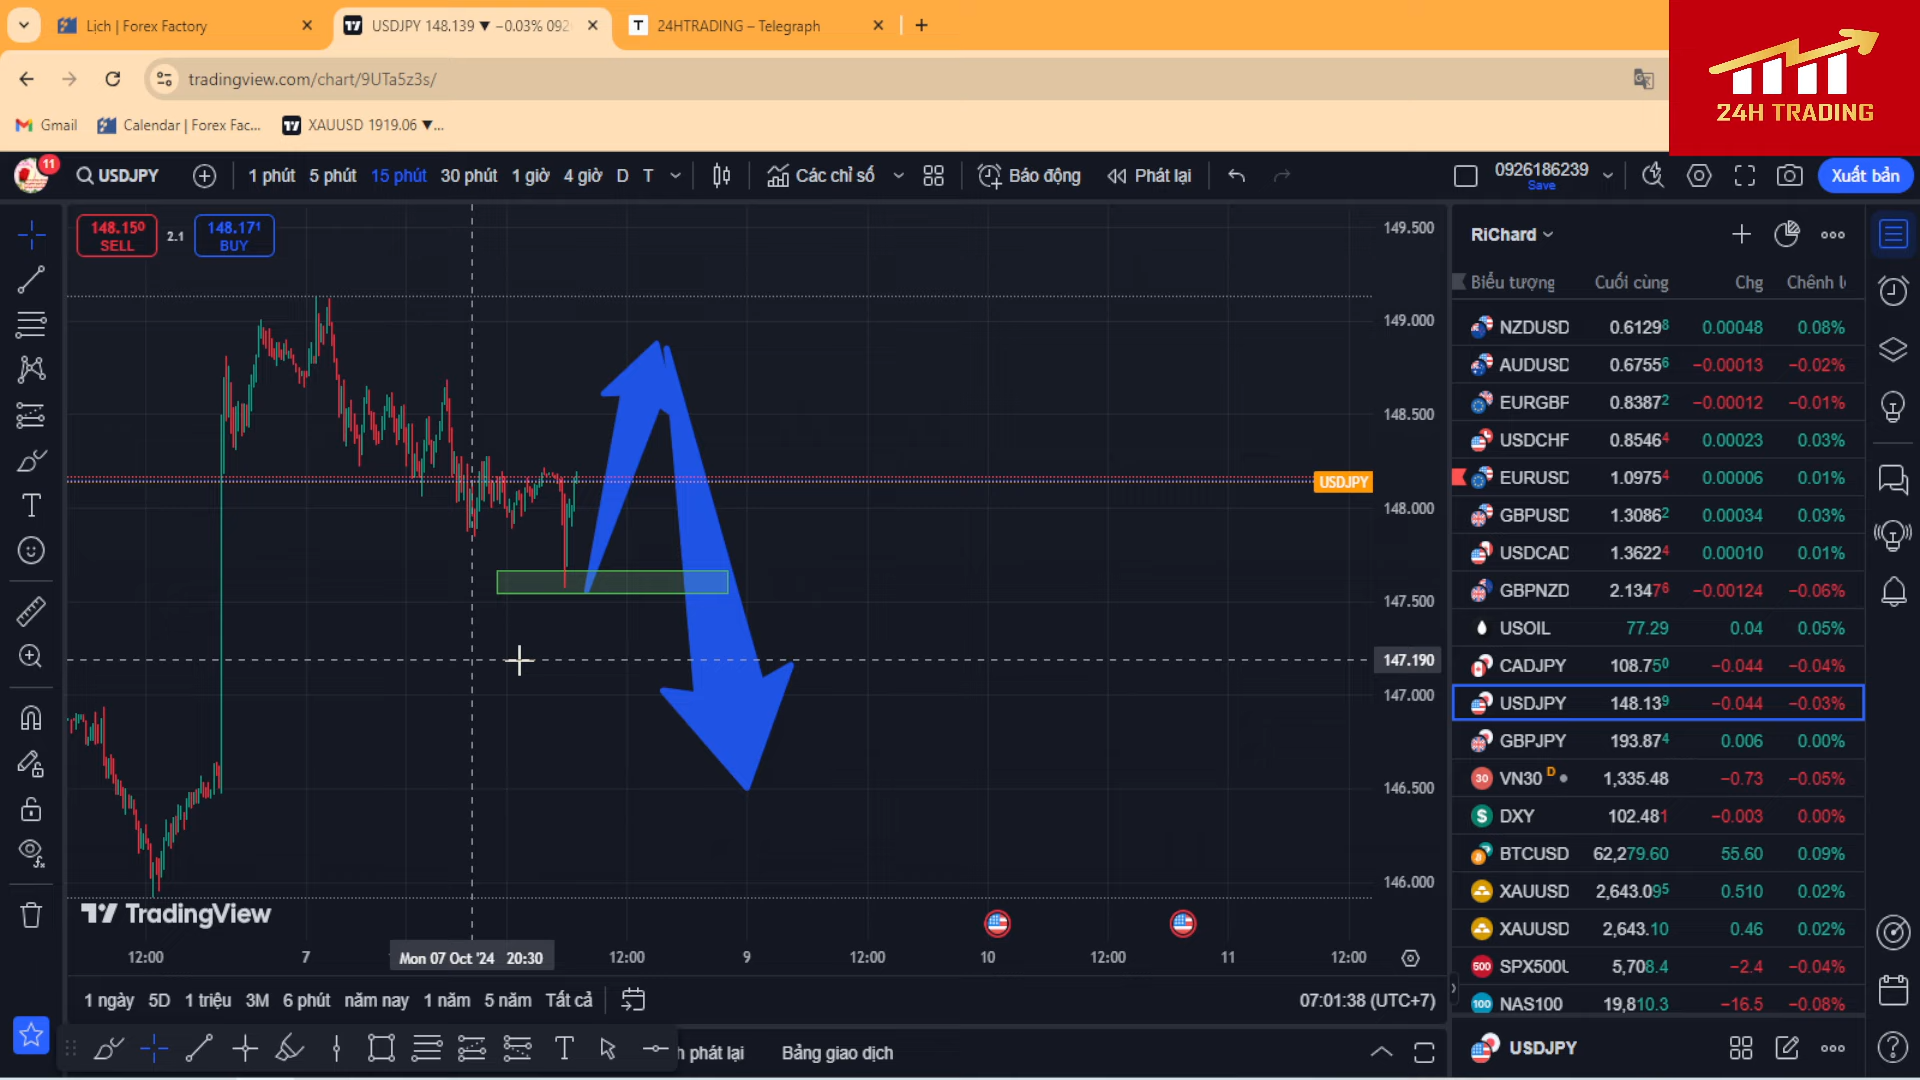 Lịch | Forex Factory
USDJPY 148.139 ▼ −0.03% 092
24HTRADING – Telegraph
tradingview.com/chart/9UTa5z3s/
Gmail
Calendar | Forex Fac...
XAUUSD 1919.06 ▼...
24H TRADING
11
USDJPY
1 phút
5 phút
15 phút
30 phút
1 giờ
4 giờ
D
T
Các chỉ số
Báo động
Phát lại
0926186239
Save
Xuất bản
148.150
SELL
2.1
148.171
BUY
149.500
149.000
148.500
USDJPY
148.000
147.500
147.190
147.000
146.500
146.000
TradingView
12:00
7
Mon 07 Oct '24 20:30
12:00
9
12:00
10
12:00
11
12:00
1 ngày
5D
1 triệu
3M
6 phút
năm nay
1 năm
5 năm
Tất cả
07:01:38 (UTC+7)
h phát lại
Bảng giao dịch
RiChard
Biểu tượng Cuối cùng Chg Chênh l
NZDUSD 0.61298 0.00048 0.08%
AUDUSD 0.67556 −0.00013 −0.02%
EURGBP 0.83872 −0.00012 −0.01%
USDCHF 0.85464 0.00023 0.03%
EURUSD 1.09754 0.00006 0.01%
GBPUSD 1.30862 0.00034 0.03%
USDCAD 1.36224 0.00010 0.01%
GBPNZD 2.13476 −0.00124 −0.06%
USOIL 77.29 0.04 0.05%
CADJPY 108.750 −0.044 −0.04%
USDJPY 148.139 −0.044 −0.03%
GBPJPY 193.874 0.006 0.00%
30 VN30 D 1,335.48 −0.73 −0.05%
DXY 102.481 −0.003 0.00%
BTCUSD 62,279.60 55.60 0.09%
XAUUSD 2,643.095 0.510 0.02%
XAUUSD 2,643.10 0.46 0.02%
500 SPX500U 5,708.4 −2.4 −0.04%
100 NAS100 19,810.3 −16.5 −0.08%
USDJPY